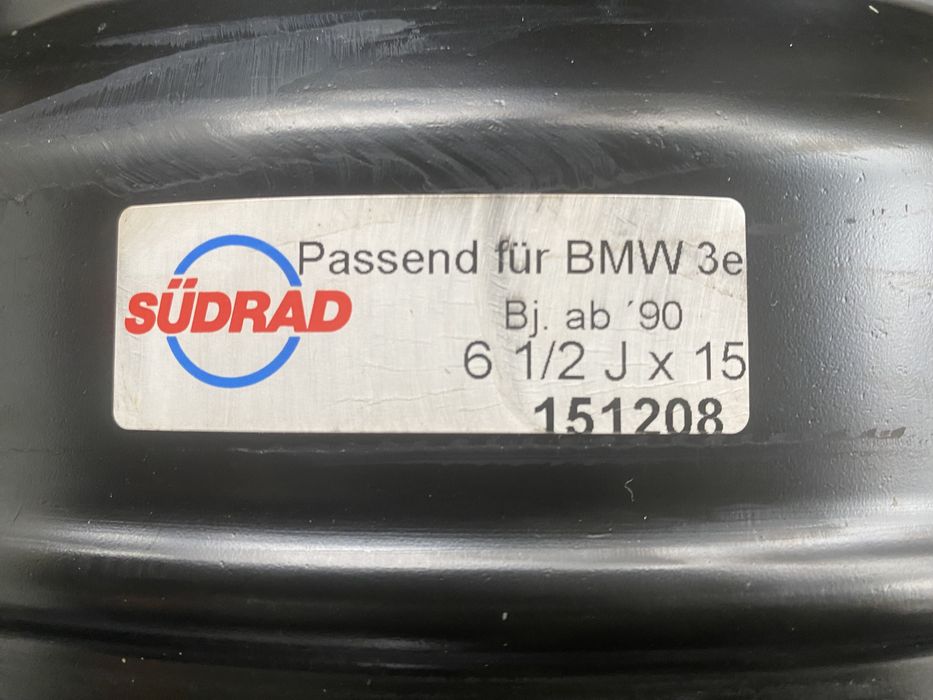 Passend für BMW 3e
SÜDRAD
Bj. ab ´90
6 1/2 J x 15
151208